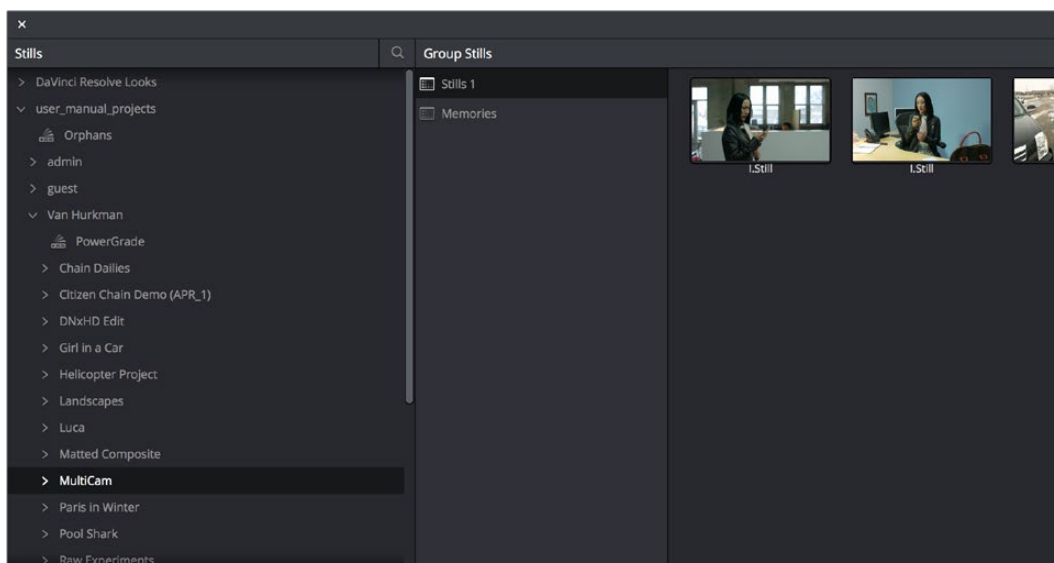 ×
Stills
Group Stills
> DaVinci Resolve Looks
user_manual_projects
Orphans
> admin
> guest
Van Hurkman
PowerGrade
> Chain Dailies
> Citizen Chain Demo (APR_1)
> DNxHD Edit
> Girl in a Car
> Helicopter Project
> Landscapes
> Luca
> Matted Composite
> MultiCam
> Paris in Winter
> Pool Shark
> Raw Experiments
Stills 1
Memories
I.Still
I.Still